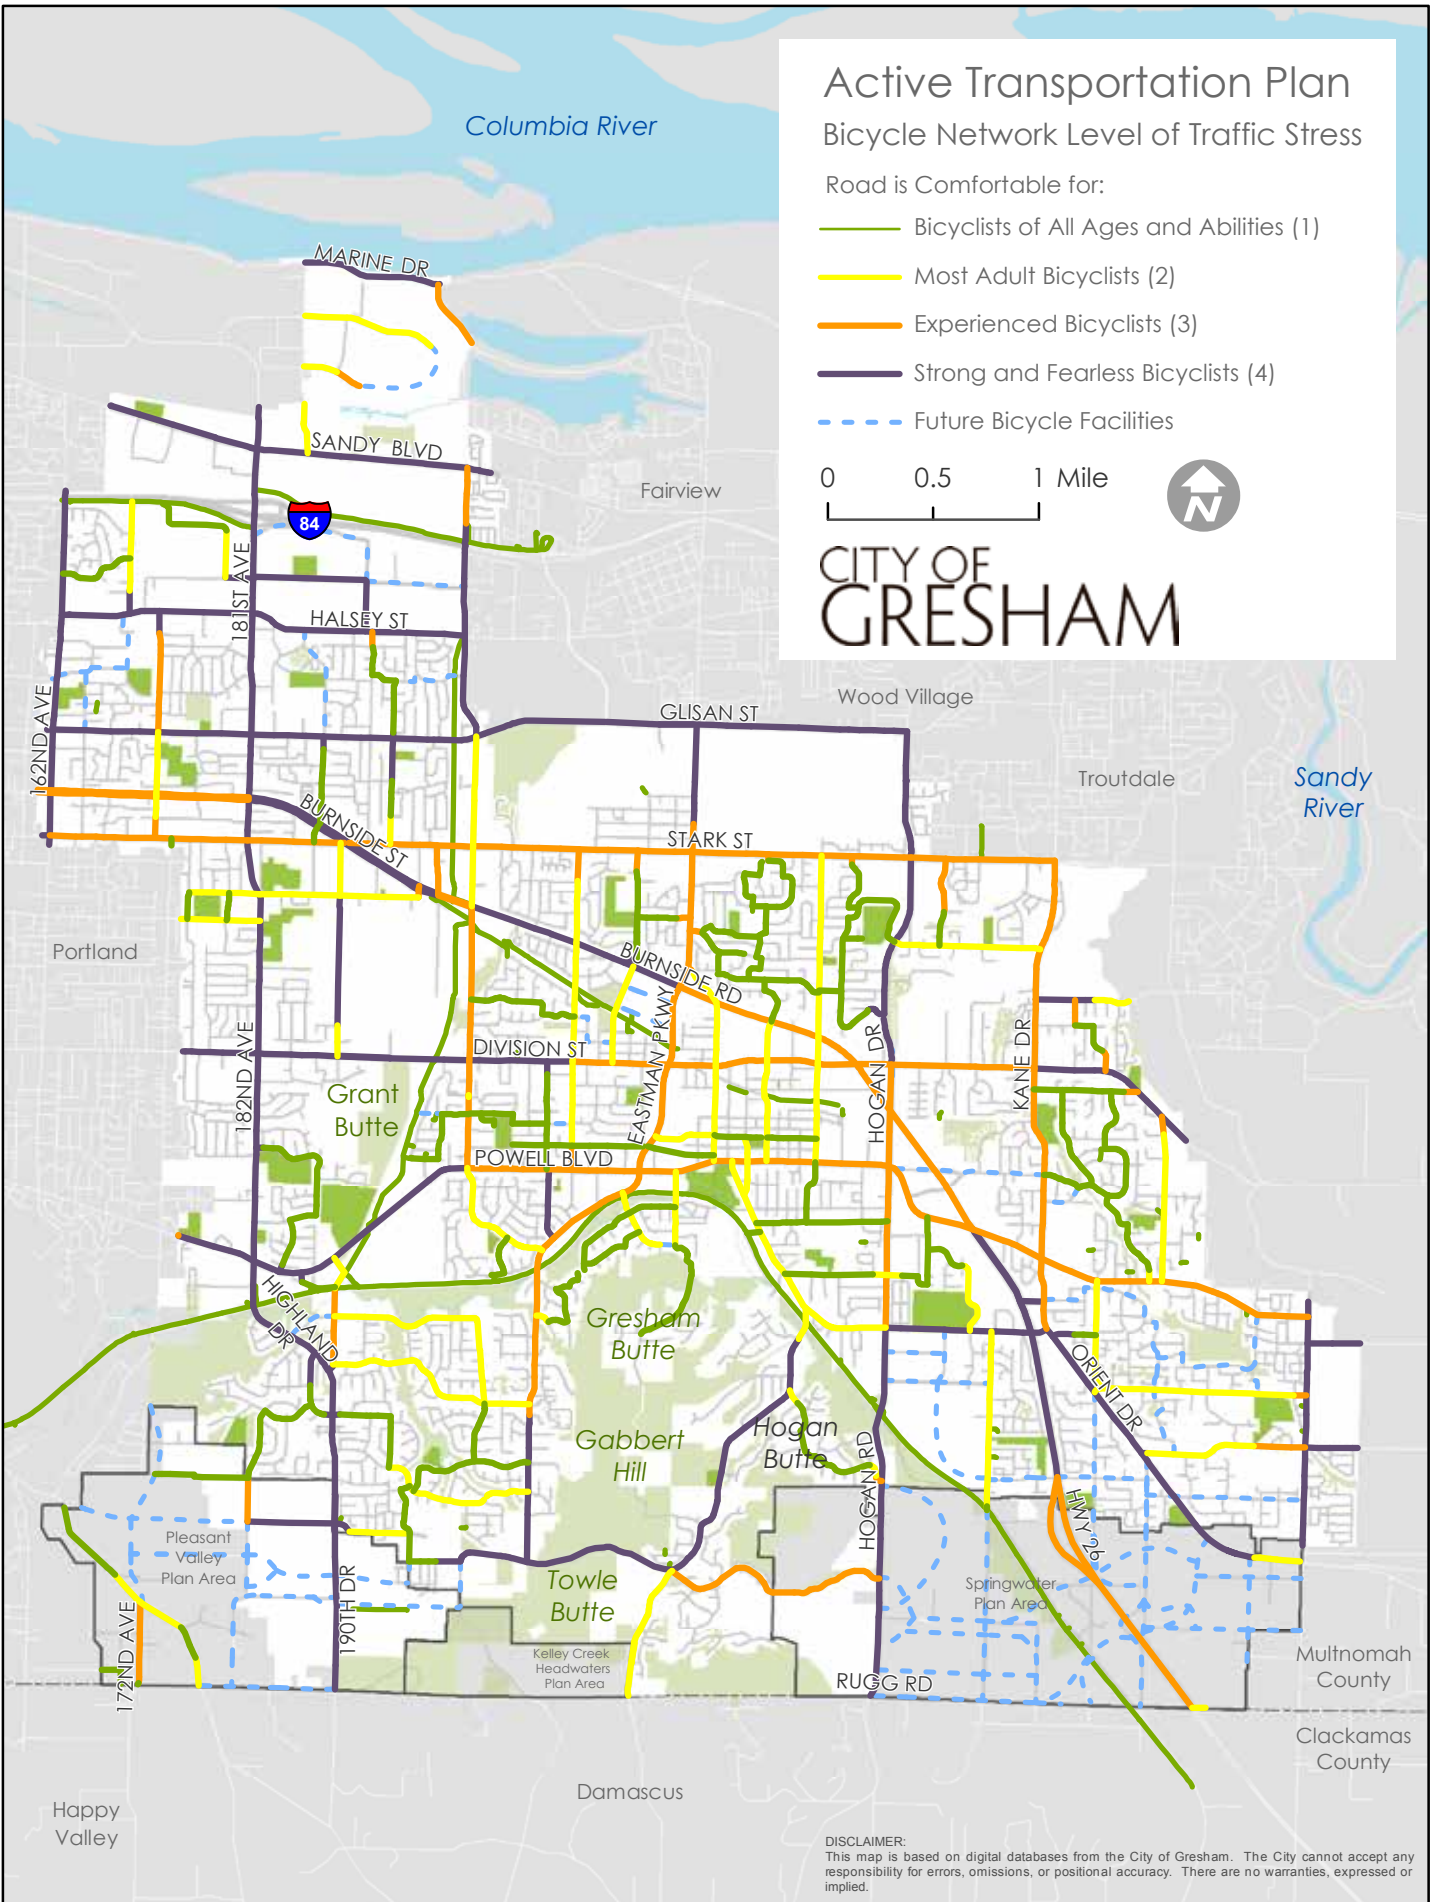 Active Transportation Plan
Bicycle Network Level of Traffic Stress
Road is Comfortable for:
Bicyclists of All Ages and Abilities (1)
Most Adult Bicyclists (2)
Experienced Bicyclists (3)
Strong and Fearless Bicyclists (4)
Future Bicycle Facilities
0 0.5 1 Mile
N
CITY OF
GRESHAM
Columbia River
MARINE DR
SANDY BLVD
Fairview
84
181ST AVE
HALSEY ST
162ND AVE
Wood Village
GLISAN ST
Troutdale
Sandy
River
BURNSIDE ST
STARK ST
Portland
BURNSIDE RD
EASTMAN PKWY
182ND AVE
DIVISION ST
HOGAN DR
KANE DR
Grant
Butte
POWELL BLVD
HIGHLAND
DR
Gresham
Butte
ORIENT DR
Gabbert
Hill
Hogan
Butte
HOGAN RD
HWY 26
Pleasant
Valley
Plan Area
190TH DR
Towle
Butte
Springwater
Plan Area
172ND AVE
Kelley Creek
Headwaters
Plan Area
RUGG RD
Multnomah
County
Clackamas
County
Damascus
Happy
Valley
DISCLAIMER:
This map is based on digital databases from the City of Gresham. The City cannot accept any
responsibility for errors, omissions, or positional accuracy. There are no warranties, expressed or
implied.